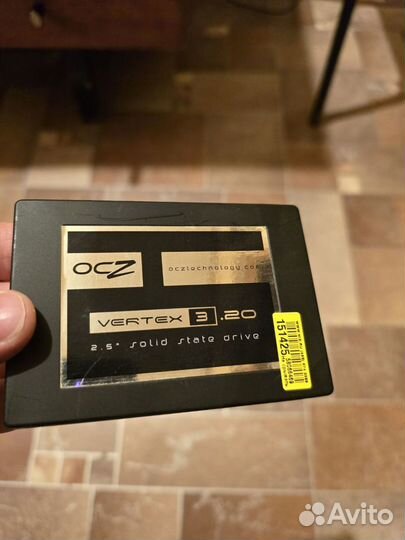 OCZ
ocztechnology.com
VERTEX 3.20
2.5" solid state drive
151425
Avito